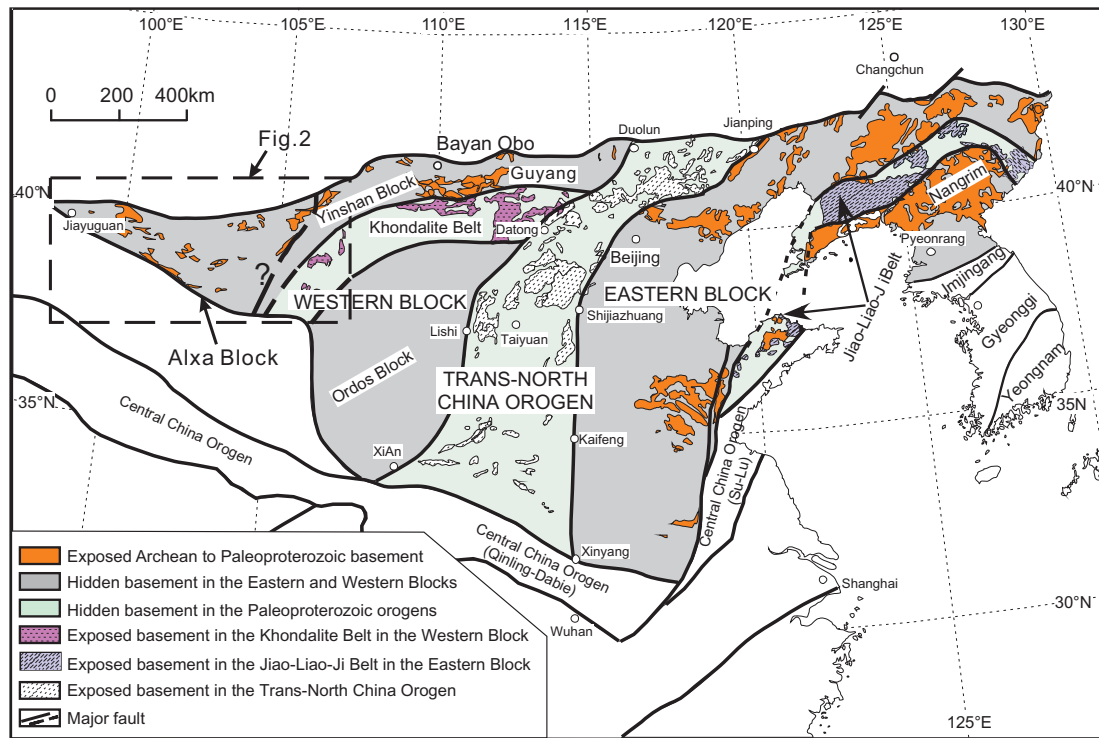 100°E
105°E
110°E
115°E
120°E
125°E
130°E
0 200 400km
Fig.2
Changchun
Duolun
Jianping
Bayan Obo
Guyang
40°N
Yinshan Block
Jiayuguan
Khondalite Belt
Datong
Nangrim
40°N
Pyeonrang
Beijing
?
WESTERN BLOCK
EASTERN BLOCK
Imjingang
Jiao-Liao-J iBelt
Lishi
Taiyuan
Shijiazhuang
Gyeonggi
Alxa Block
Ordos Block
TRANS-NORTH
CHINA OROGEN
Yeongnam
35°N
35°N
Central China Orogen
Kaifeng
XiAn
Central China Orogen
(Su-Lu)
Central China Orogen
(Qinling-Dabie)
Xinyang
Shanghai
30°N
Wuhan
125°E
Exposed Archean to Paleoproterozoic basement
Hidden basement in the Eastern and Western Blocks
Hidden basement in the Paleoproterozoic orogens
Exposed basement in the Khondalite Belt in the Western Block
Exposed basement in the Jiao-Liao-Ji Belt in the Eastern Block
Exposed basement in the Trans-North China Orogen
Major fault